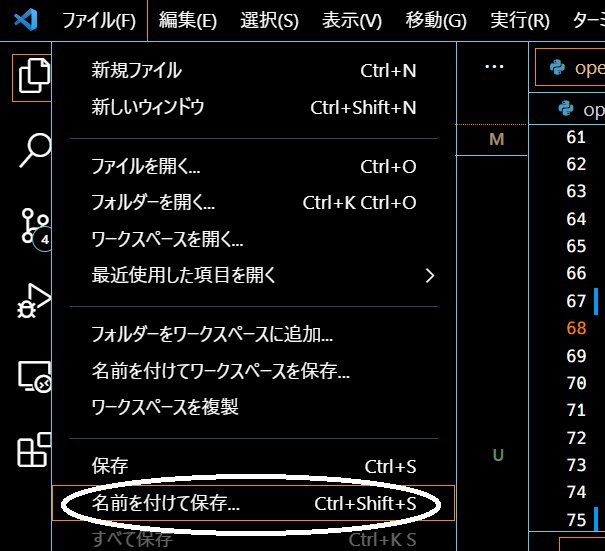 ファイル(F) 編集(E) 選択(S) 表示(V) 移動(G) 実行(R) ターミ
新規ファイル Ctrl+N
新しいウィンドウ Ctrl+Shift+N
ファイルを開く... Ctrl+O
フォルダーを開く... Ctrl+K Ctrl+O
ワークスペースを開く...
最近使用した項目を開く
フォルダーをワークスペースに追加...
名前を付けてワークスペースを保存...
ワークスペースを複製
保存 Ctrl+S
名前を付けて保存... Ctrl+Shift+S
すべて保存 Ctrl+K S
4
...
M
U
ope
op
61
62
63
64
65
66
67
68
69
70
71
72
73
74
75